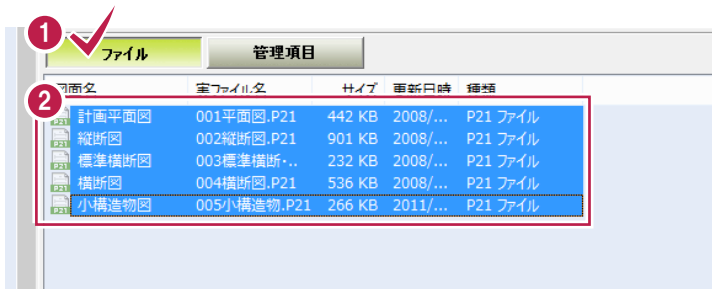 1
ファイル 管理項目
図面名 実ファイル名 サイズ 更新日時 種類
2
P21 計画平面図 001平面図.P21 442 KB 2008/... P21 ファイル
P21 縦断図 002縦断図.P21 901 KB 2008/... P21 ファイル
P21 標準横断図 003標準横断・... 232 KB 2008/... P21 ファイル
P21 横断図 004横断図.P21 536 KB 2008/... P21 ファイル
P21 小構造物図 005小構造物.P21 266 KB 2011/... P21 ファイル